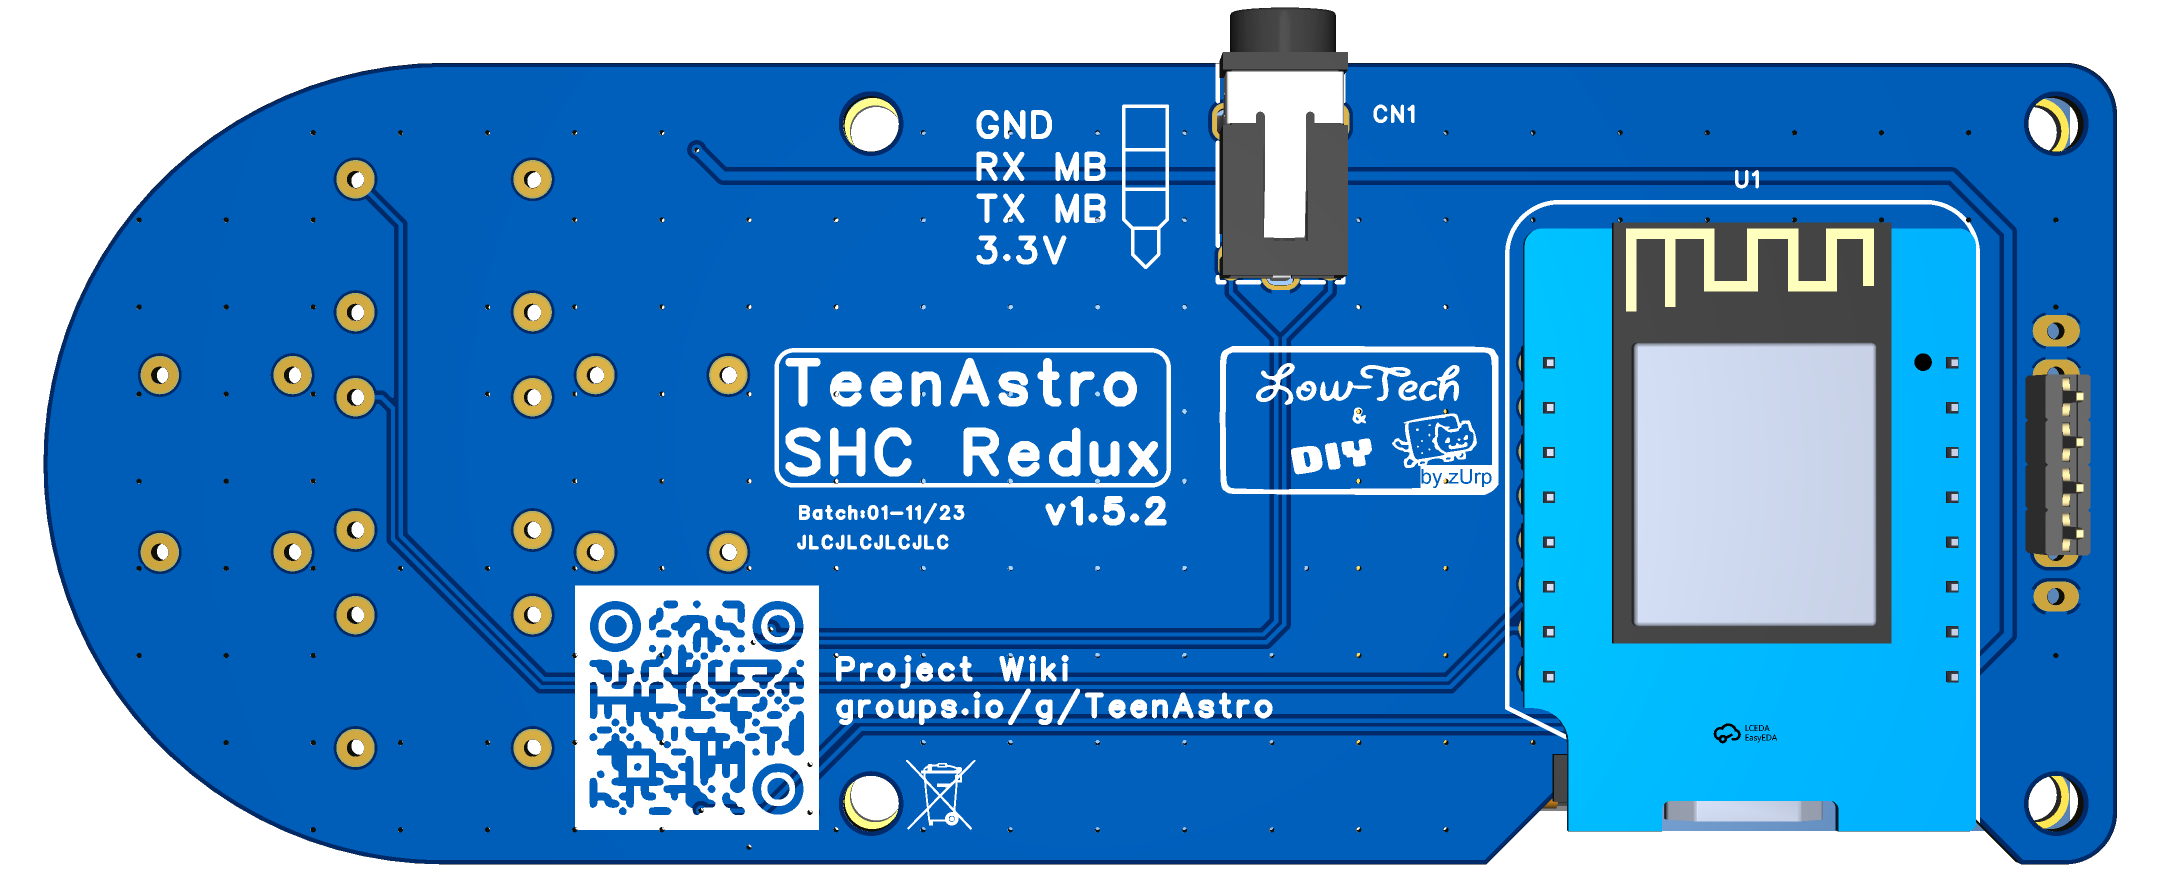 GND
RX MB
TX MB
3.3V
CN1
U1
TeenAstro
SHC Redux
v1.5.2
Batch:01-11/23
JLCJLCJLCJLC
Low-Tech
&
DIY
by zUrp
Project Wiki
groups.io/g/TeenAstro
LCEDA
EasyEDA